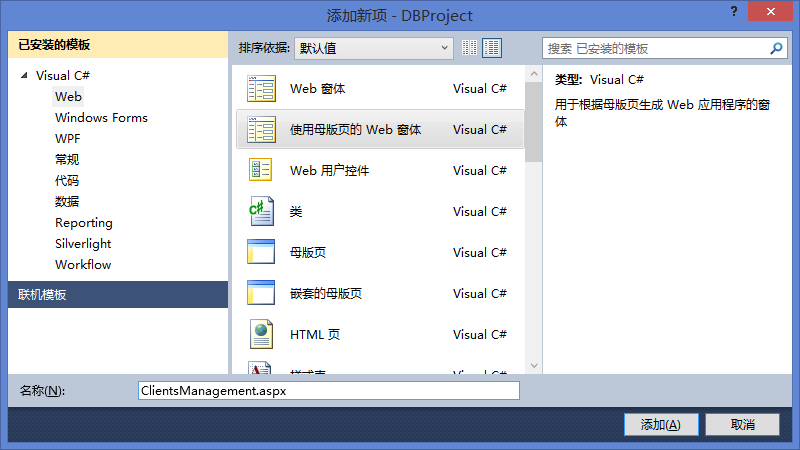 添加新项 - DBProject
?
已安装的模板
Visual C#
Web
Windows Forms
WPF
常规
代码
数据
Reporting
Silverlight
Workflow
联机模板
排序依据: 默认值
Web 窗体 Visual C#
使用母版页的 Web 窗体 Visual C#
Web 用户控件 Visual C#
类 Visual C#
母版页 Visual C#
嵌套的母版页 Visual C#
HTML 页 Visual C#
样式表 Visual C#
搜索 已安装的模板
类型: Visual C#
用于根据母版页生成 Web 应用程序的窗
体
名称(N): ClientsManagement.aspx
添加(A) 取消